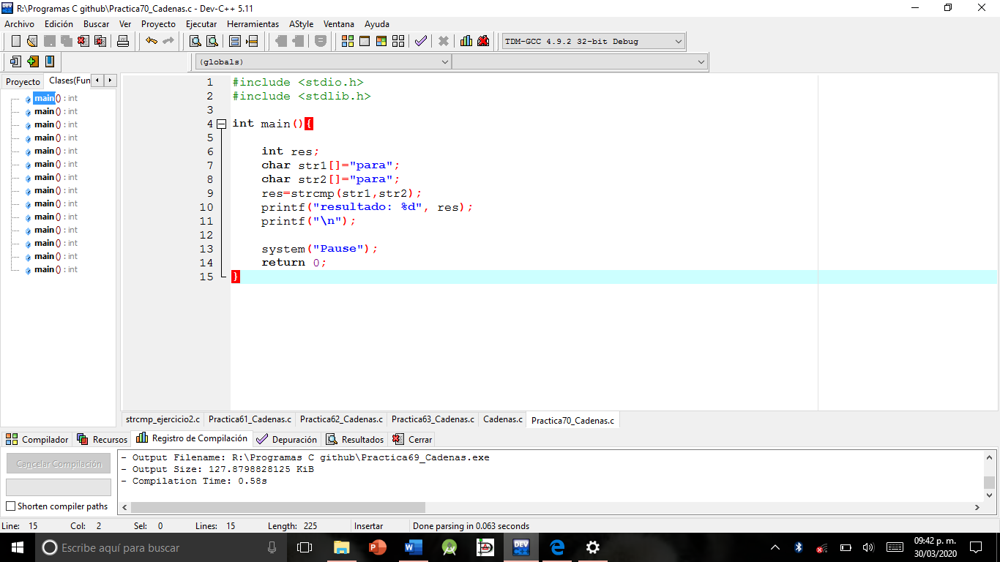 R:\Programas C github\Practica70_Cadenas.c - Dev-C++ 5.11
Archivo Edición Buscar Ver Proyecto Ejecutar Herramientas AStyle Ventana Ayuda
TDM-GCC 4.9.2 32-bit Debug
(globals)
Proyecto Clases(Fun
main() : int
main() : int
main() : int
main() : int
main() : int
main() : int
main() : int
main() : int
main() : int
main() : int
main() : int
main() : int
main() : int
main() : int
1 #include <stdio.h>
2 #include <stdlib.h>
3
4 int main(){
5
6 int res;
7 char str1[]="para";
8 char str2[]="para";
9 res=strcmp(str1,str2);
10 printf("resultado: %d", res);
11 printf("\n");
12
13 system("Pause");
14 return 0;
15 }
strcmp_ejercicio2.c Practica61_Cadenas.c Practica62_Cadenas.c Practica63_Cadenas.c Cadenas.c Practica70_Cadenas.c
Compilador Recursos Registro de Compilación Depuración Resultados Cerrar
Cancelar Compilación
Shorten compiler paths
- Output Filename: R:\Programas C github\Practica69_Cadenas.exe
- Output Size: 127.8798828125 KiB
- Compilation Time: 0.58s
Line: 15 Col: 2 Sel: 0 Lines: 15 Length: 225 Insertar Done parsing in 0.063 seconds
Escribe aquí para buscar
DEV
09:42 p. m.
30/03/2020